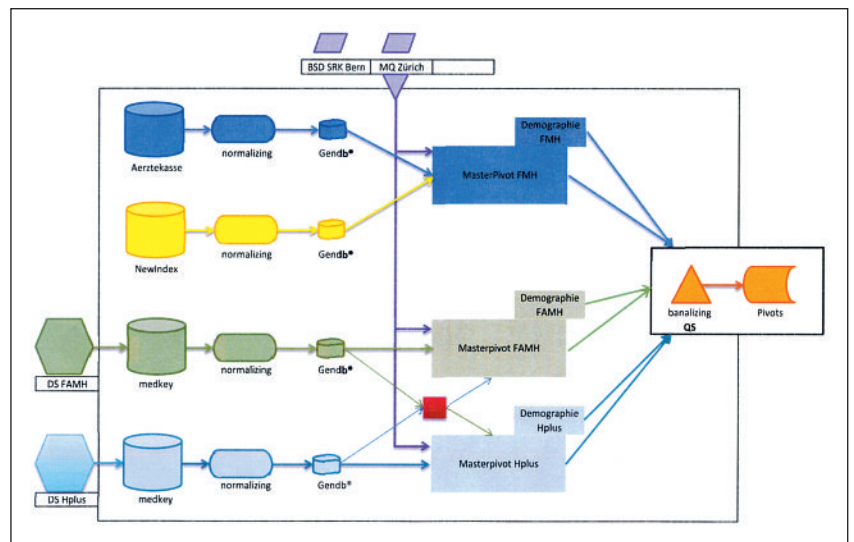 BSD SRK Bern MQ Zürich
Demographie
FMH
Aerztekasse
normalizing
Gendb®
MasterPivot FMH
NewIndex
normalizing
Gendb®
Demographie
FAMH
banalizing
QS
Pivots
DS FAMH
medkey
normalizing
Gendb®
Masterpivot FAMH
Demographie
Hplus
DS Hplus
medkey
normalizing
Gendb®
Masterpivot Hplus